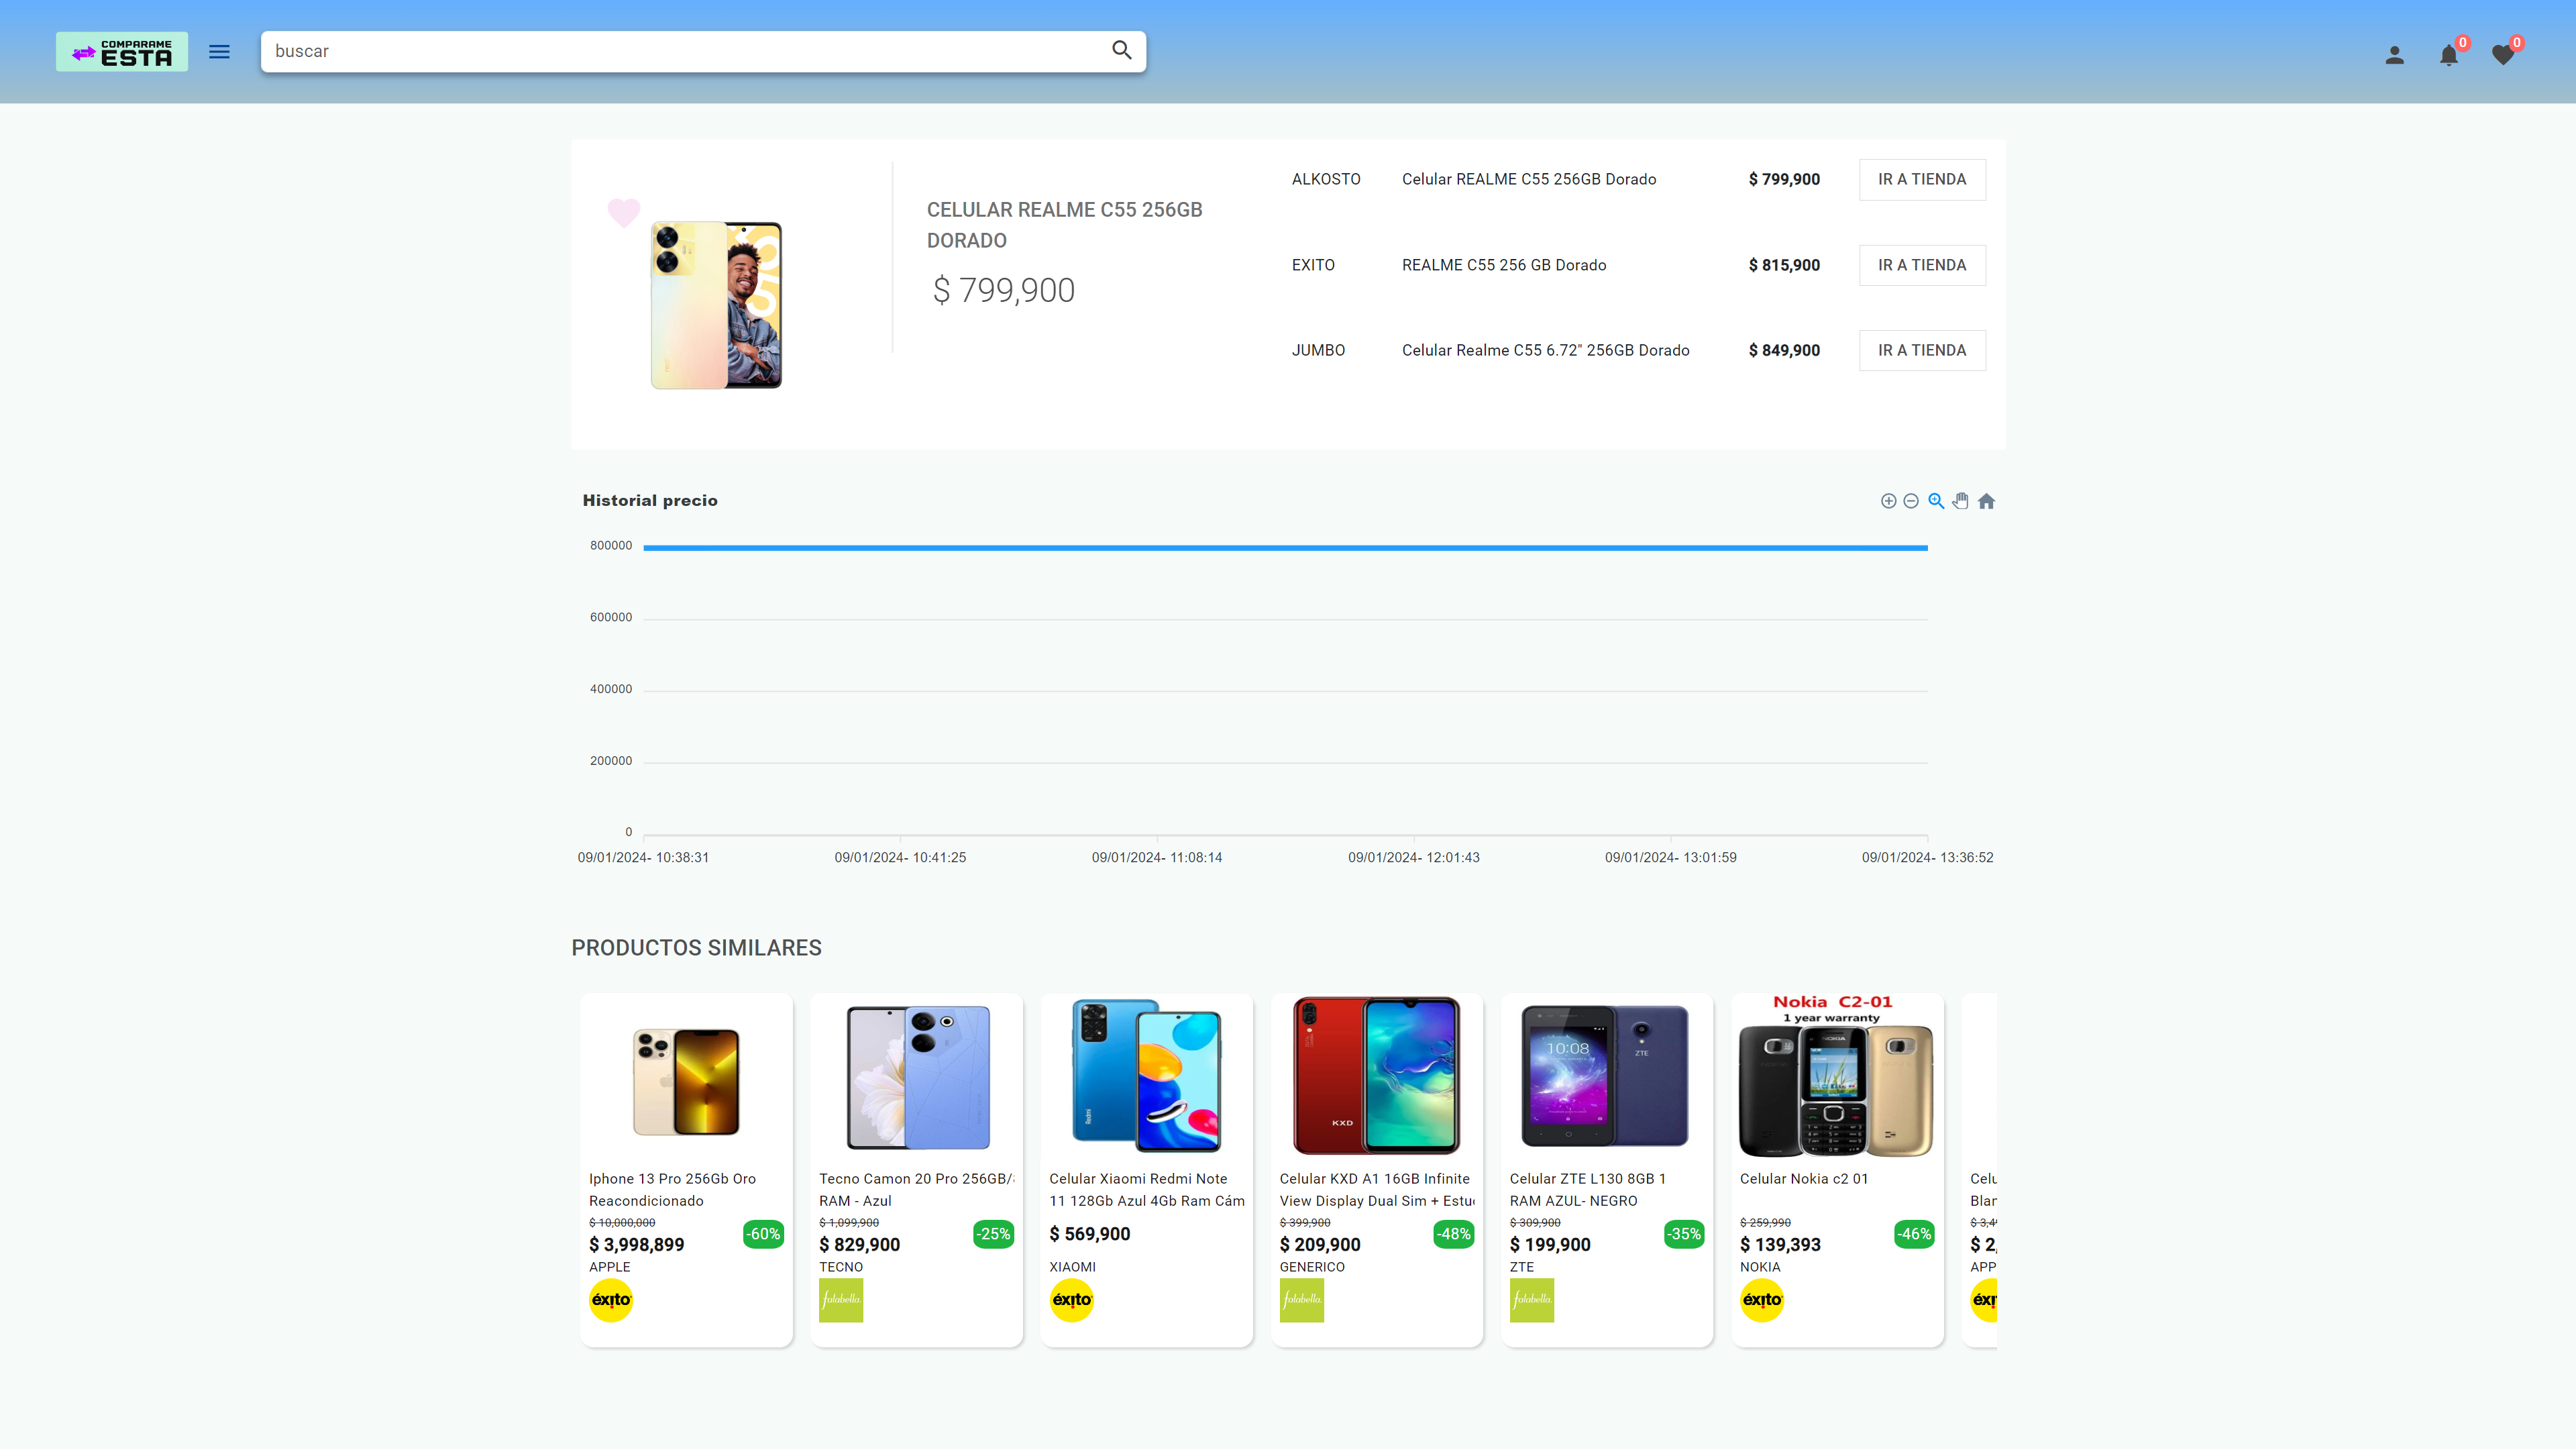 COMPARAME
ESTA
buscar
0
0
CELULAR REALME C55 256GB
DORADO
$ 799,900
ALKOSTO Celular REALME C55 256GB Dorado $ 799,900 IR A TIENDA
EXITO REALME C55 256 GB Dorado $ 815,900 IR A TIENDA
JUMBO Celular Realme C55 6.72" 256GB Dorado $ 849,900 IR A TIENDA
Historial precio
800000
600000
400000
200000
0
09/01/2024- 10:38:31 09/01/2024- 10:41:25 09/01/2024- 11:08:14 09/01/2024- 12:01:43 09/01/2024- 13:01:59 09/01/2024- 13:36:52
PRODUCTOS SIMILARES
Iphone 13 Pro 256Gb Oro
Reacondicionado
$ 10,000,000
-60%
$ 3,998,899
APPLE
éxito
Tecno Camon 20 Pro 256GB/
RAM - Azul
$ 1,099,900
-25%
$ 829,900
TECNO
falabella.
Redmi
Celular Xiaomi Redmi Note
11 128Gb Azul 4Gb Ram Cám
$ 569,900
XIAOMI
éxito
KXD
Celular KXD A1 16GB Infinite
View Display Dual Sim + Estu
$ 399,900
-48%
$ 209,900
GENERICO
falabella.
10:08
ZTE
Celular ZTE L130 8GB 1
RAM AZUL- NEGRO
$ 309,900
-35%
$ 199,900
ZTE
falabella.
Nokia C2-01
1 year warranty
NOKIA
Celular Nokia c2 01
$ 259,990
-46%
$ 139,393
NOKIA
éxito
Celu
Blan
$ 3,4
$ 2,
APP
éxi